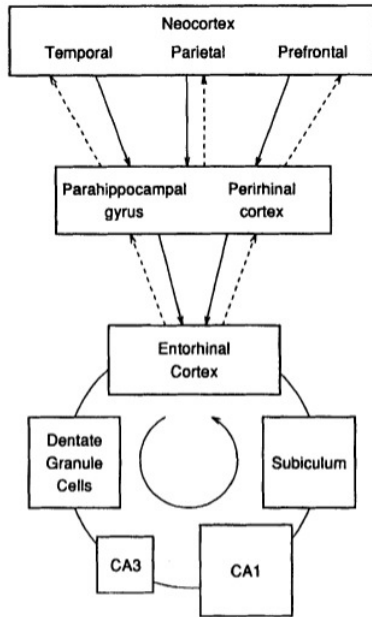 Neocortex
Temporal Parietal Prefrontal
Parahippocampal Perirhinal
gyrus cortex
Entorhinal
Cortex
Dentate
Granule
Cells
Subiculum
CA3
CA1